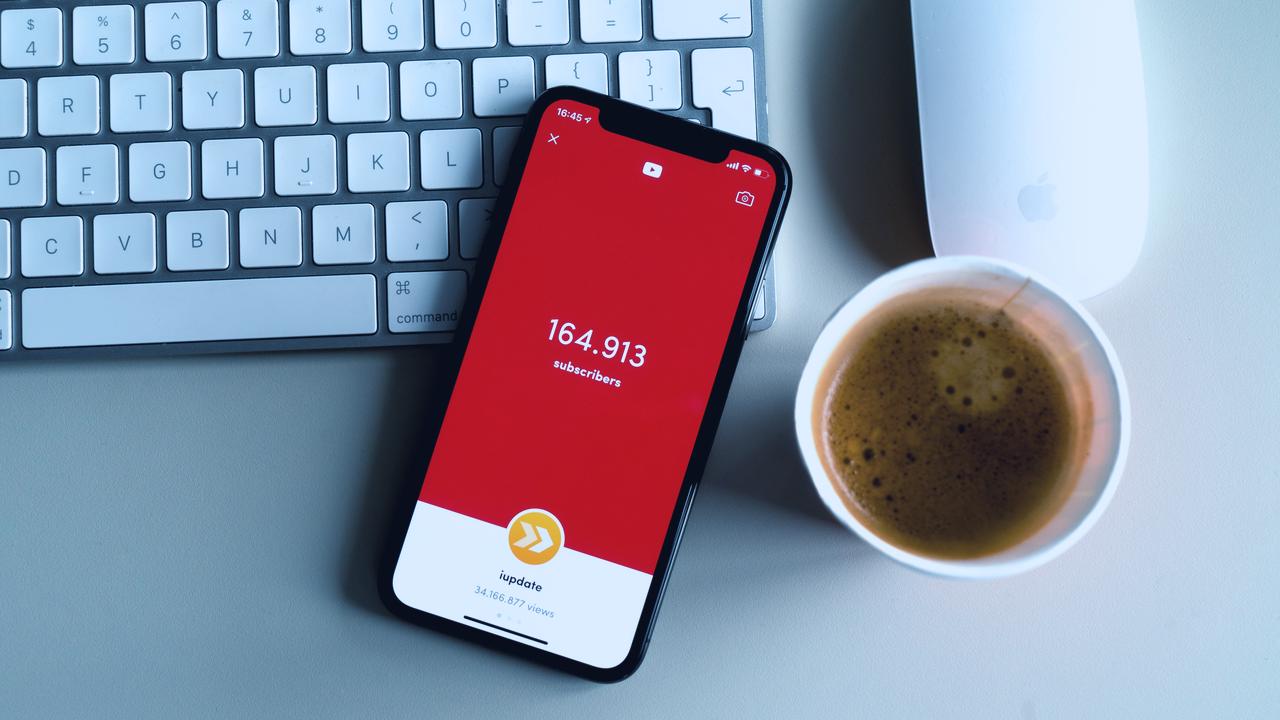 $ % ^ & * ( ) _ +
4 5 6 7 8 9 0 - =
R T Y U I O P { }
]
D F G H J K L
C V B N M <
,
⌘
command
16:45
164.913
subscribers
iupdate
34.166.877 views